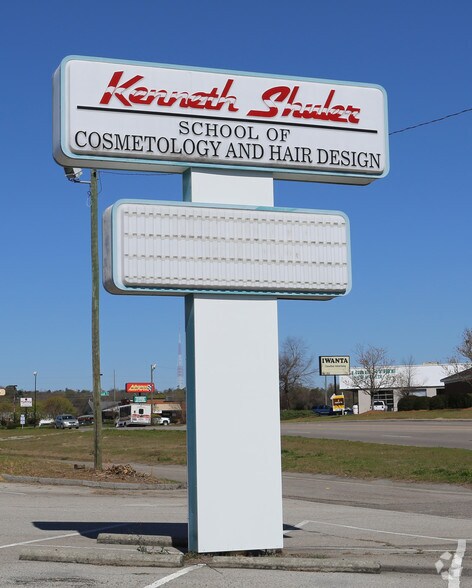 Kenneth Shuler
SCHOOL OF
COSMETOLOGY AND HAIR DESIGN
IWANTA